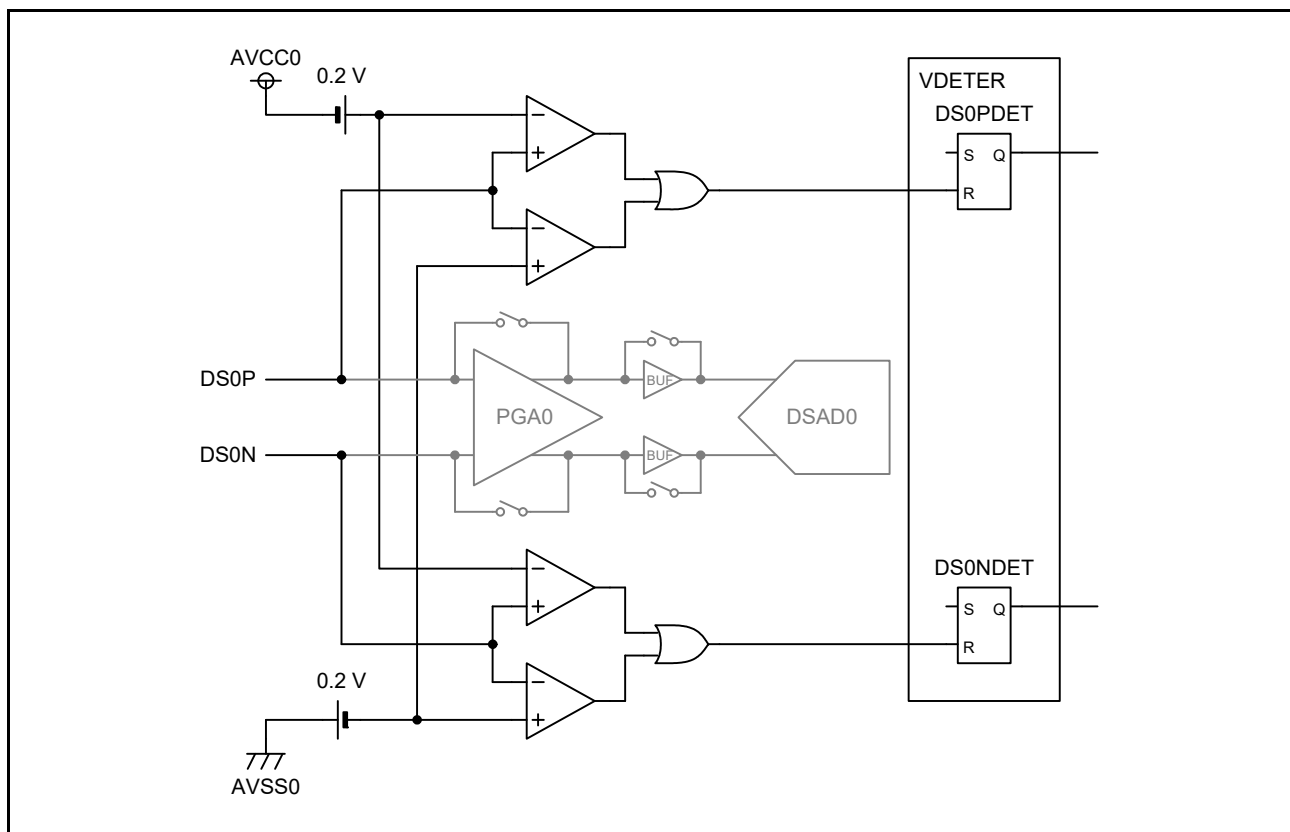 AVCC0
0.2 V
VDETER
DS0PDET
S Q
R
−
+
−
+
DS0P
BUF
PGA0
DSAD0
DS0N
BUF
DS0NDET
S Q
R
−
+
−
+
0.2 V
AVSS0